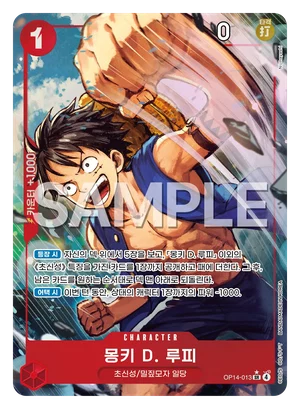 1
0
타격
打
카운터 +1000
SAMPLE
등장 시 자신의 덱 위에서 5장을 보고, 「몽키 D. 루피」 이외의
《초신성》 특징을 가진 카드를 1장까지 공개하고 패에 더한다. 그 후,
남은 카드를 원하는 순서대로 덱 맨 아래로 되돌린다.
어택 시 이번 턴 동안, 상대의 캐릭터 1장까지의 파워 -1000.
CHARACTER
몽키 D. 루피
초신성/밀짚모자 일당
OP14-013
4